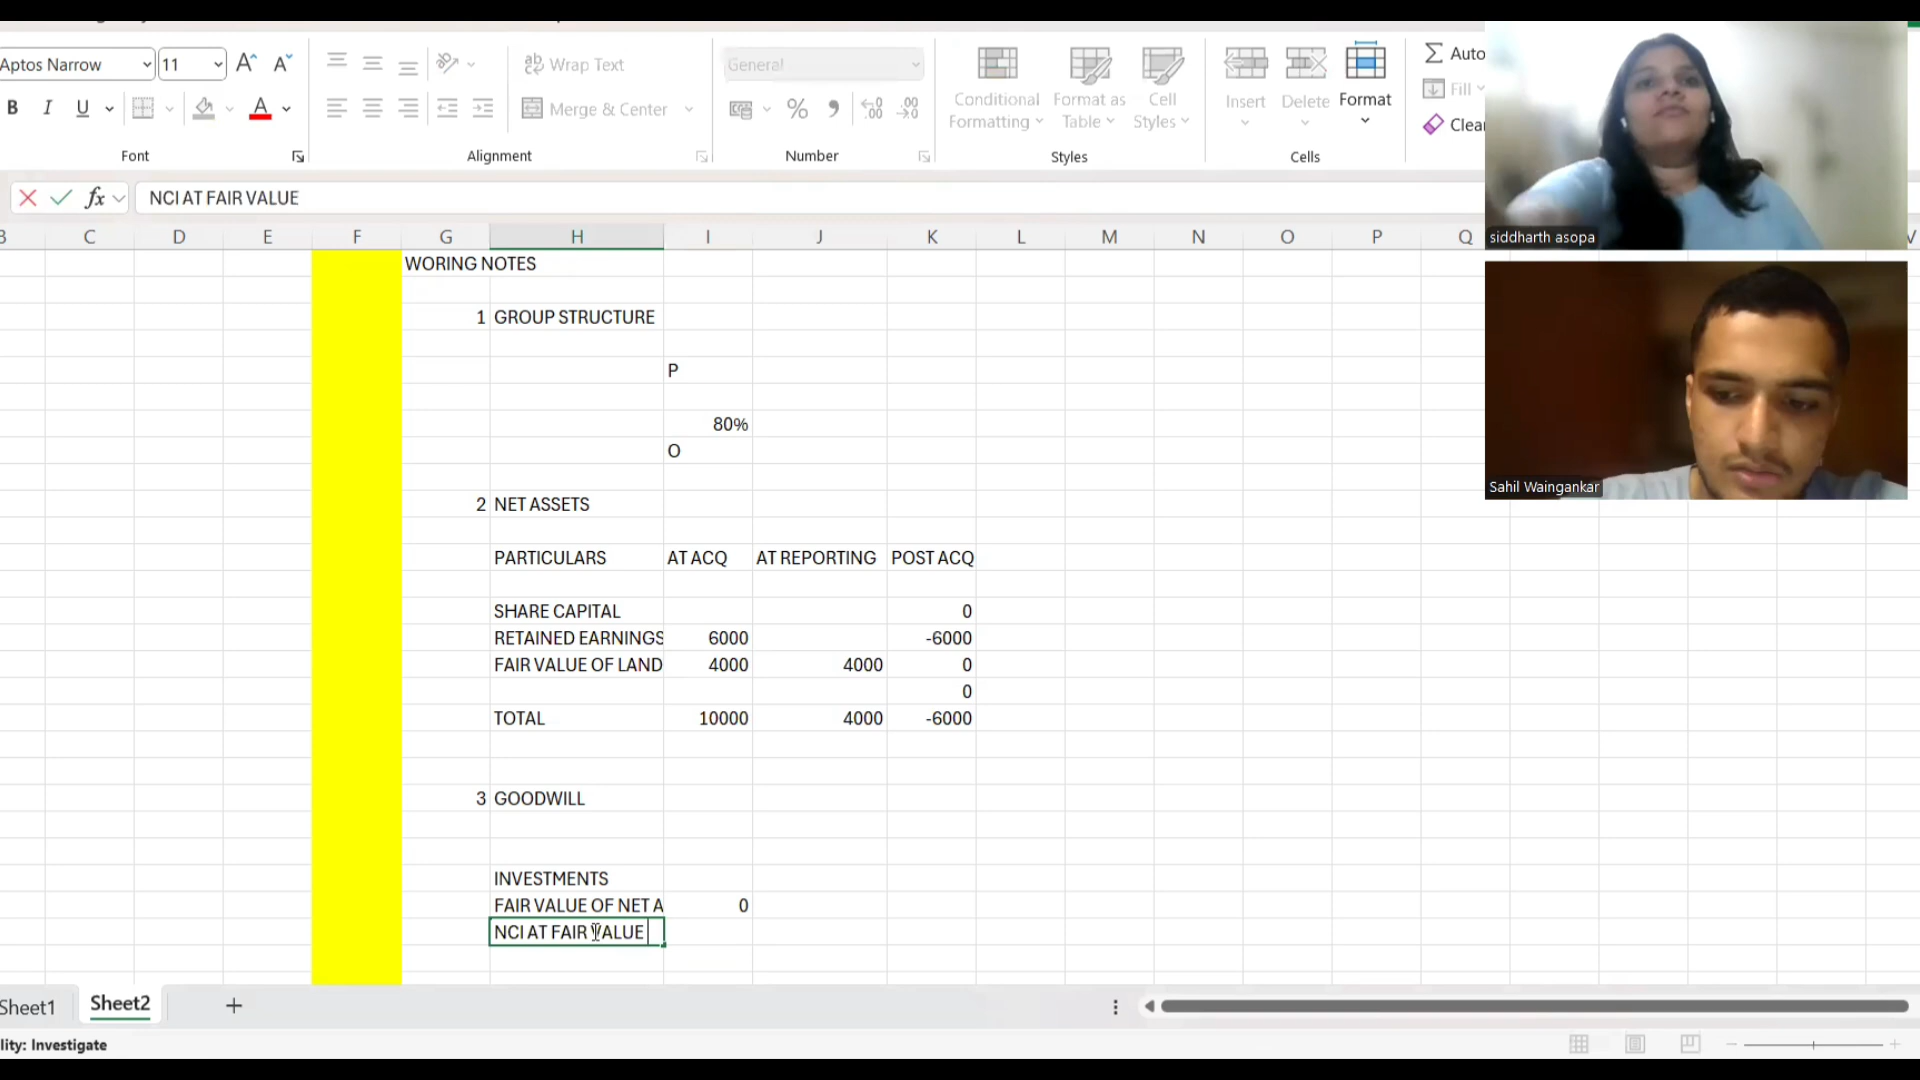 Aptos Narrow 11 A^ A˅ Wrap Text General Auto
Conditional Formatting Format as Table Cell Styles Insert Delete Format Fill
B I U A Merge & Center % , Clea
Font Alignment Number Styles Cells
fx NCI AT FAIR VALUE
siddharth asopa
B C D E F G H I J K L M N O P Q V
WORING NOTES
1 GROUP STRUCTURE
P
80%
O
Sahil Waingankar
2 NET ASSETS
PARTICULARS AT ACQ AT REPORTING POST ACQ
SHARE CAPITAL 0
RETAINED EARNINGS 6000 -6000
FAIR VALUE OF LAND 4000 4000 0
0
TOTAL 10000 4000 -6000
3 GOODWILL
INVESTMENTS
FAIR VALUE OF NET A 0
NCI AT FAIR VALUE
Sheet1 Sheet2 +
lity: Investigate